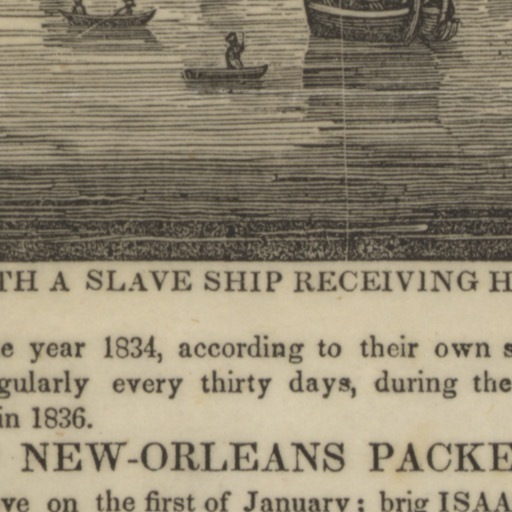 TH A SLAVE SHIP RECEIVING H
e year 1834, according to their own s
gularly every thirty days, during the
in 1836.
NEW-ORLEANS PACKE
ve on the first of January; brig ISAA